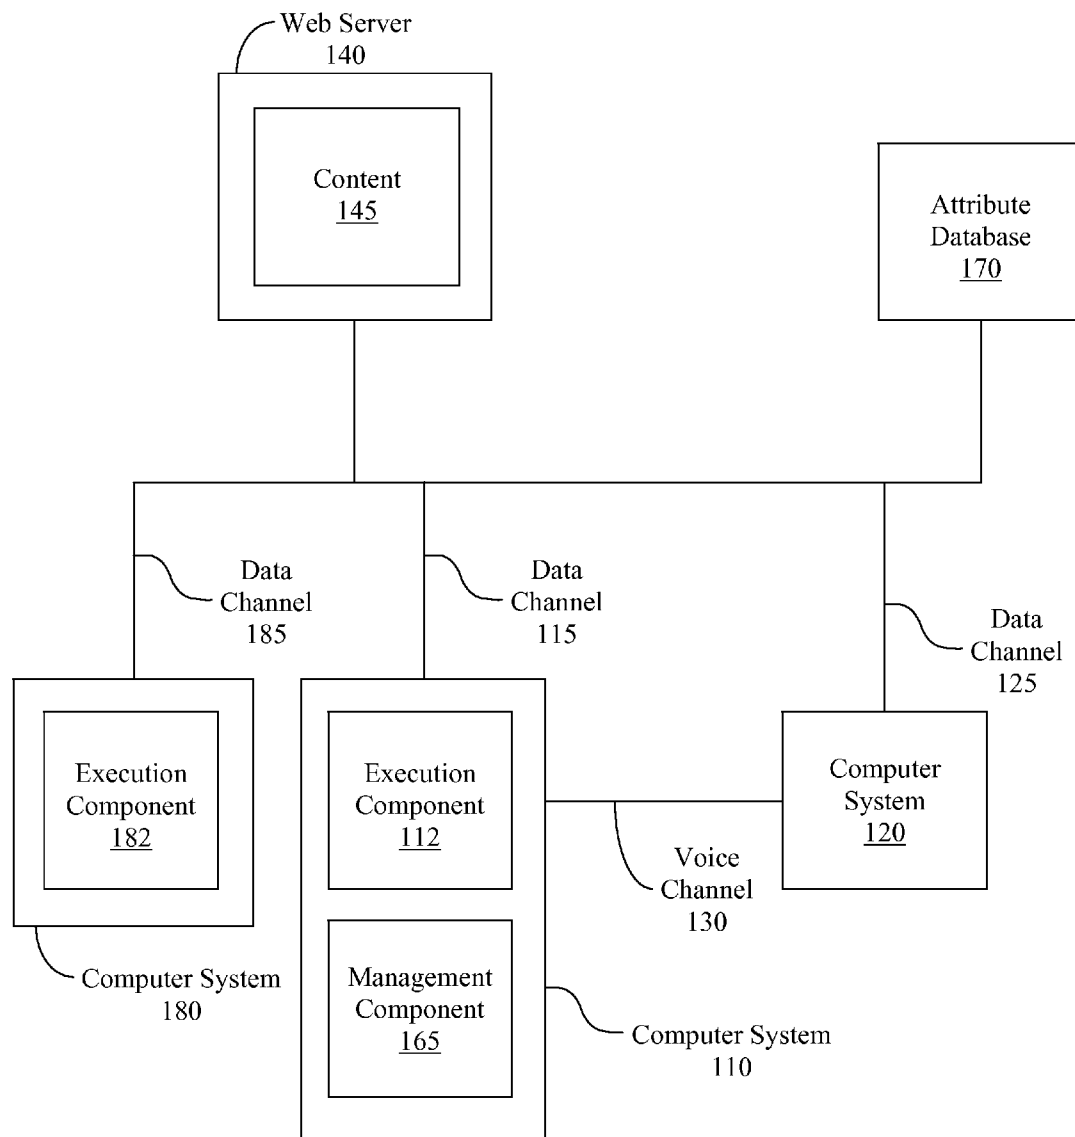 Web Server
140
Content
145
Attribute
Database
170
Data
Channel
185
Data
Channel
115
Data
Channel
125
Execution
Component
182
Execution
Component
112
Computer
System
120
Voice
Channel
130
Management
Component
165
Computer System
180
Computer System
110